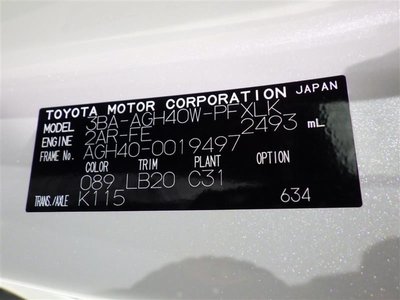 TOYOTA MOTOR CORPORATION JAPAN
MODEL 3BA-AGH40W-PFXLK
ENGINE 2AR-FE 2493 mL
FRAME No. AGH40-0019497
COLOR TRIM PLANT OPTION
089 LB20 C31
TRANS./AXLE K115 634